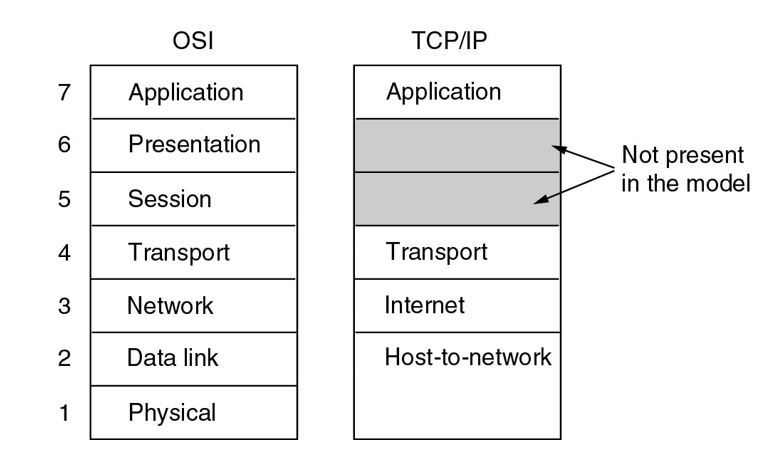 OSI TCP/IP
7 Application Application
6 Presentation
5 Session
Not present
in the model
4 Transport Transport
3 Network Internet
2 Data link Host-to-network
1 Physical